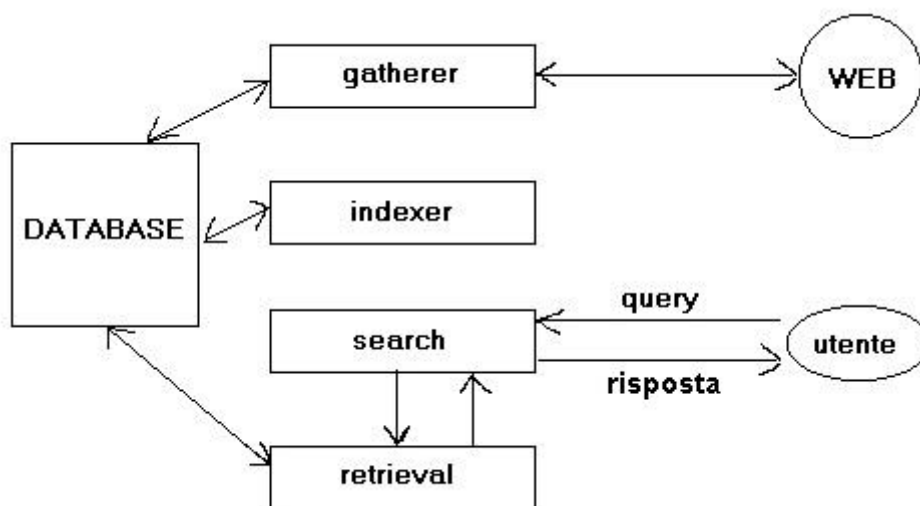 gatherer
WEB
DATABASE
indexer
query
search
utente
risposta
retrieval